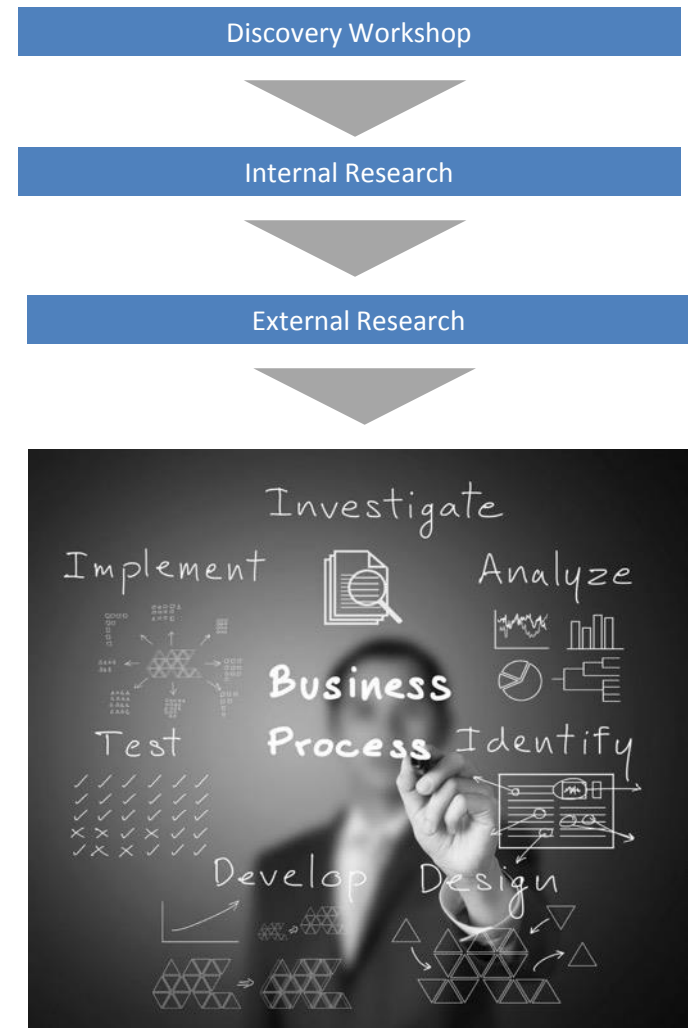 Discovery Workshop
Internal Research
External Research
Investigate
Implement
Analyze
Business
Process
Test
Identify
Develop
Design